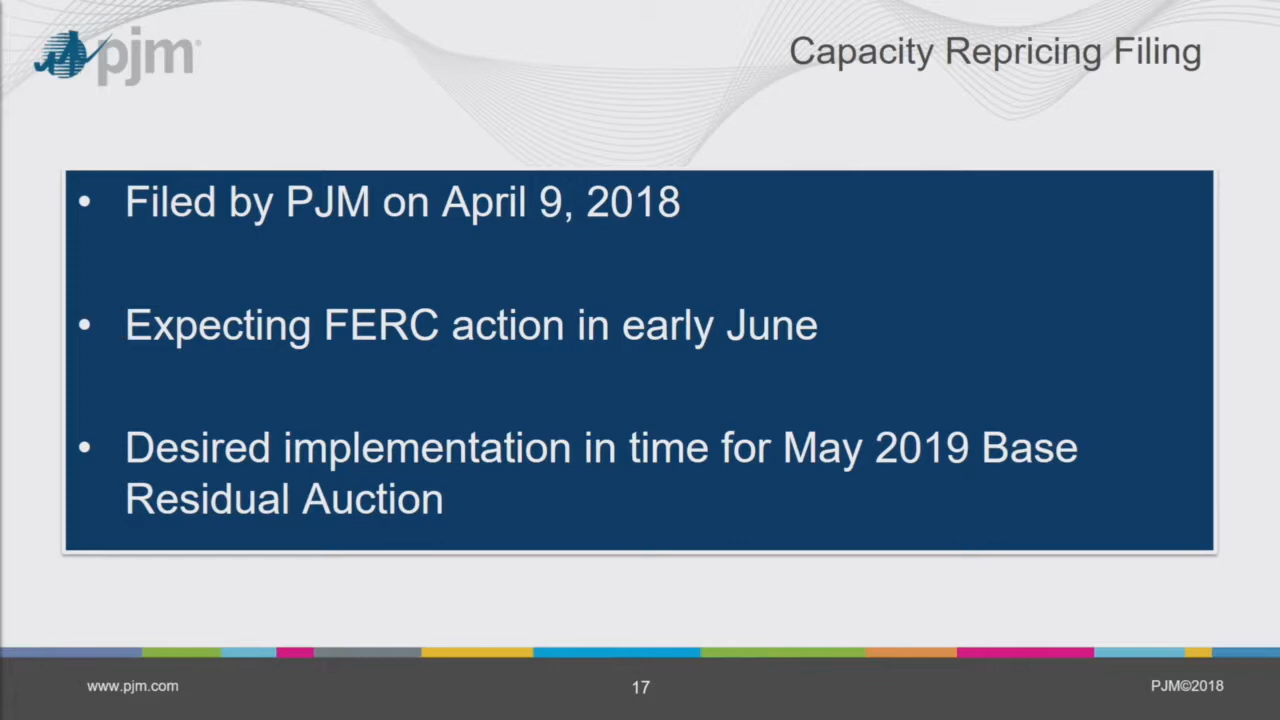 pjm
Capacity Repricing Filing
• Filed by PJM on April 9, 2018
• Expecting FERC action in early June
• Desired implementation in time for May 2019 Base
Residual Auction
www.pjm.com
17
PJM©2018